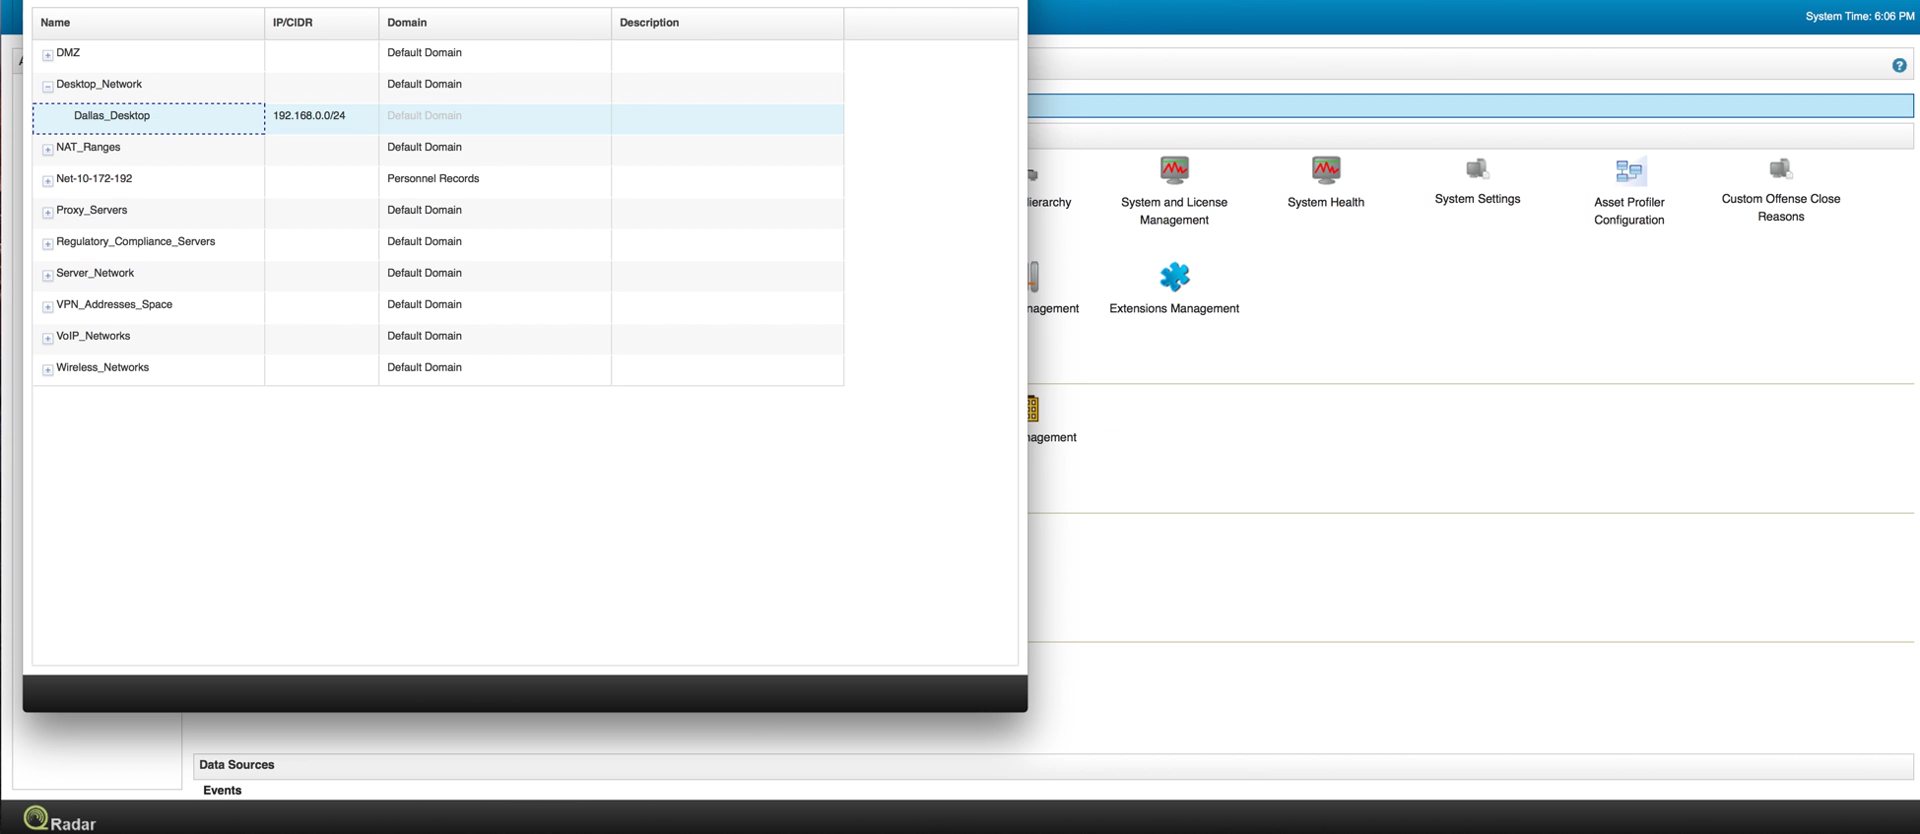 System Time: 6:06 PM
Name IP/CIDR Domain Description
DMZ Default Domain
Desktop_Network Default Domain
Dallas_Desktop 192.168.0.0/24 Default Domain
NAT_Ranges Default Domain
Net-10-172-192 Personnel Records
Proxy_Servers Default Domain
Regulatory_Compliance_Servers Default Domain
Server_Network Default Domain
VPN_Addresses_Space Default Domain
VoIP_Networks Default Domain
Wireless_Networks Default Domain
ierarchy
System and License
Management
System Health
System Settings
Asset Profiler
Configuration
Custom Offense Close
Reasons
nagement
Extensions Management
nagement
Data Sources
Events
QRadar